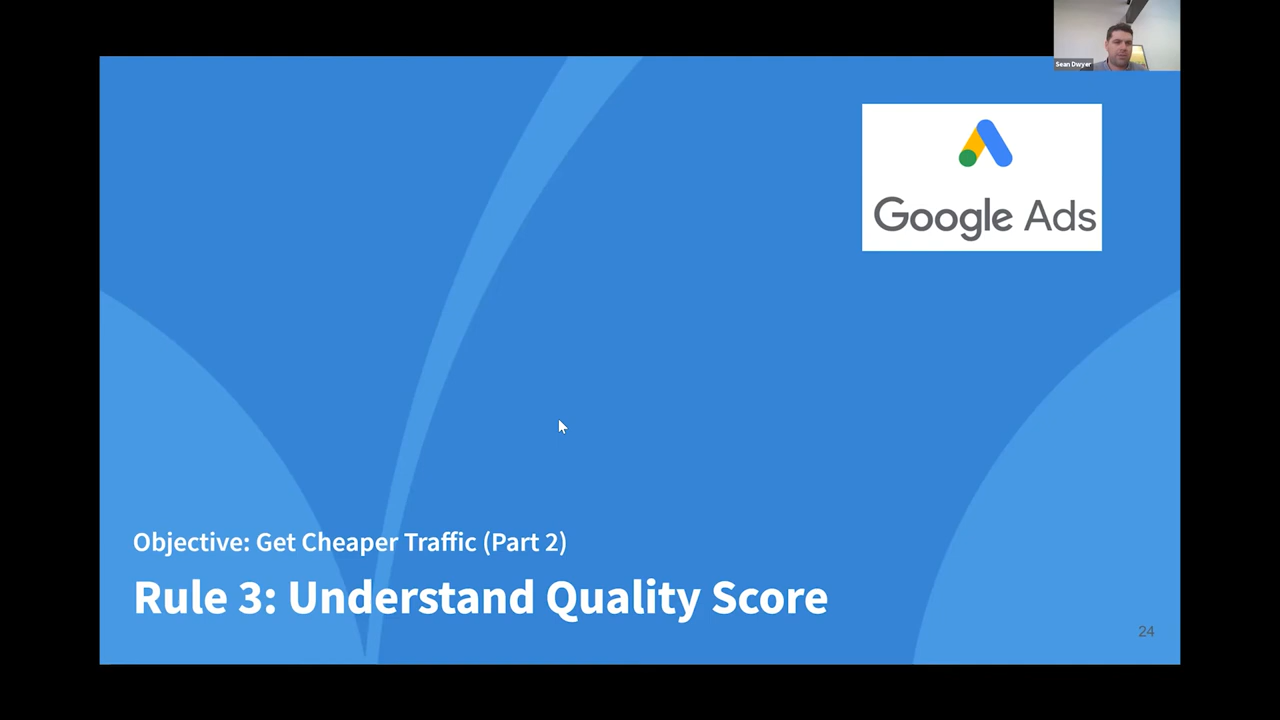 Sean Dwyer
Google Ads
Objective: Get Cheaper Traffic (Part 2)
Rule 3: Understand Quality Score
24